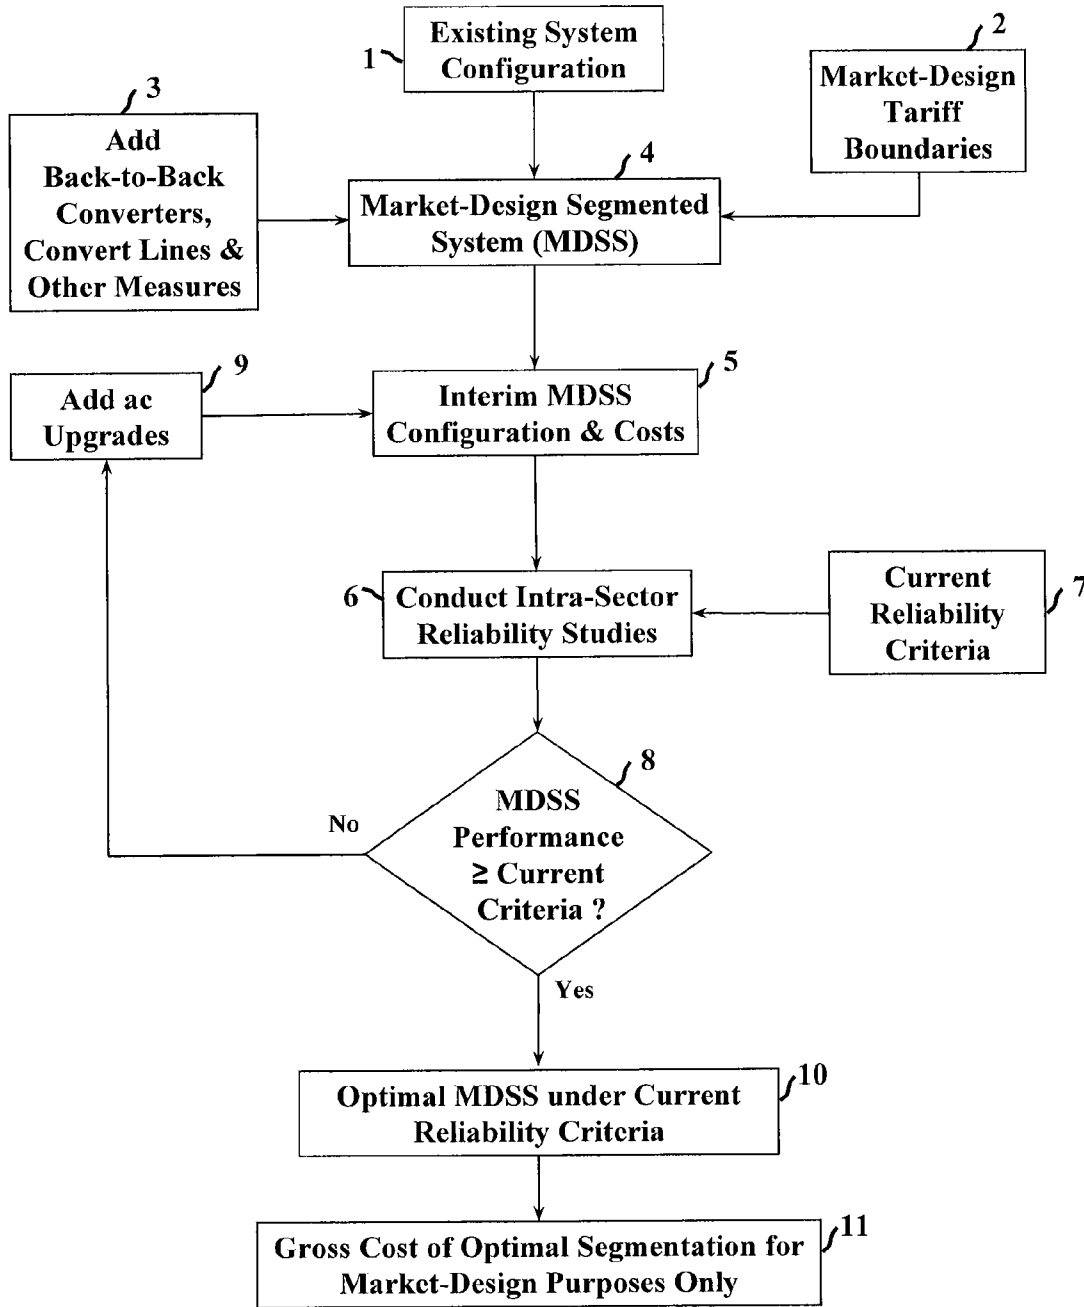 1
Existing System
Configuration
2
Market-Design
Tariff
Boundaries
3
Add
Back-to-Back
Converters,
Convert Lines &
Other Measures
4
Market-Design Segmented
System (MDSS)
9
Add ac
Upgrades
5
Interim MDSS
Configuration & Costs
6
Conduct Intra-Sector
Reliability Studies
Current
Reliability
Criteria
7
8
MDSS
Performance
≥ Current
Criteria ?
No
Yes
10
Optimal MDSS under Current
Reliability Criteria
11
Gross Cost of Optimal Segmentation for
Market-Design Purposes Only